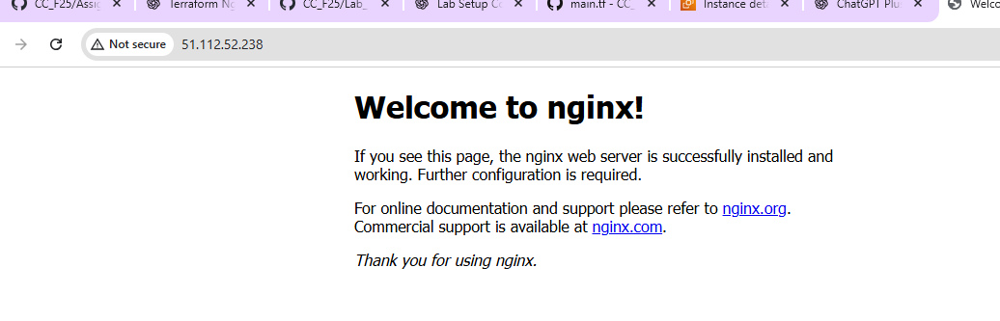 CC_F25/Assig
Terraform Ng
CC_F25/Lab_
Lab Setup Co
main.tf - CC_
Instance deta
ChatGPT Plus
Welco
Not secure 51.112.52.238
Welcome to nginx!
If you see this page, the nginx web server is successfully installed and
working. Further configuration is required.
For online documentation and support please refer to nginx.org.
Commercial support is available at nginx.com.
Thank you for using nginx.